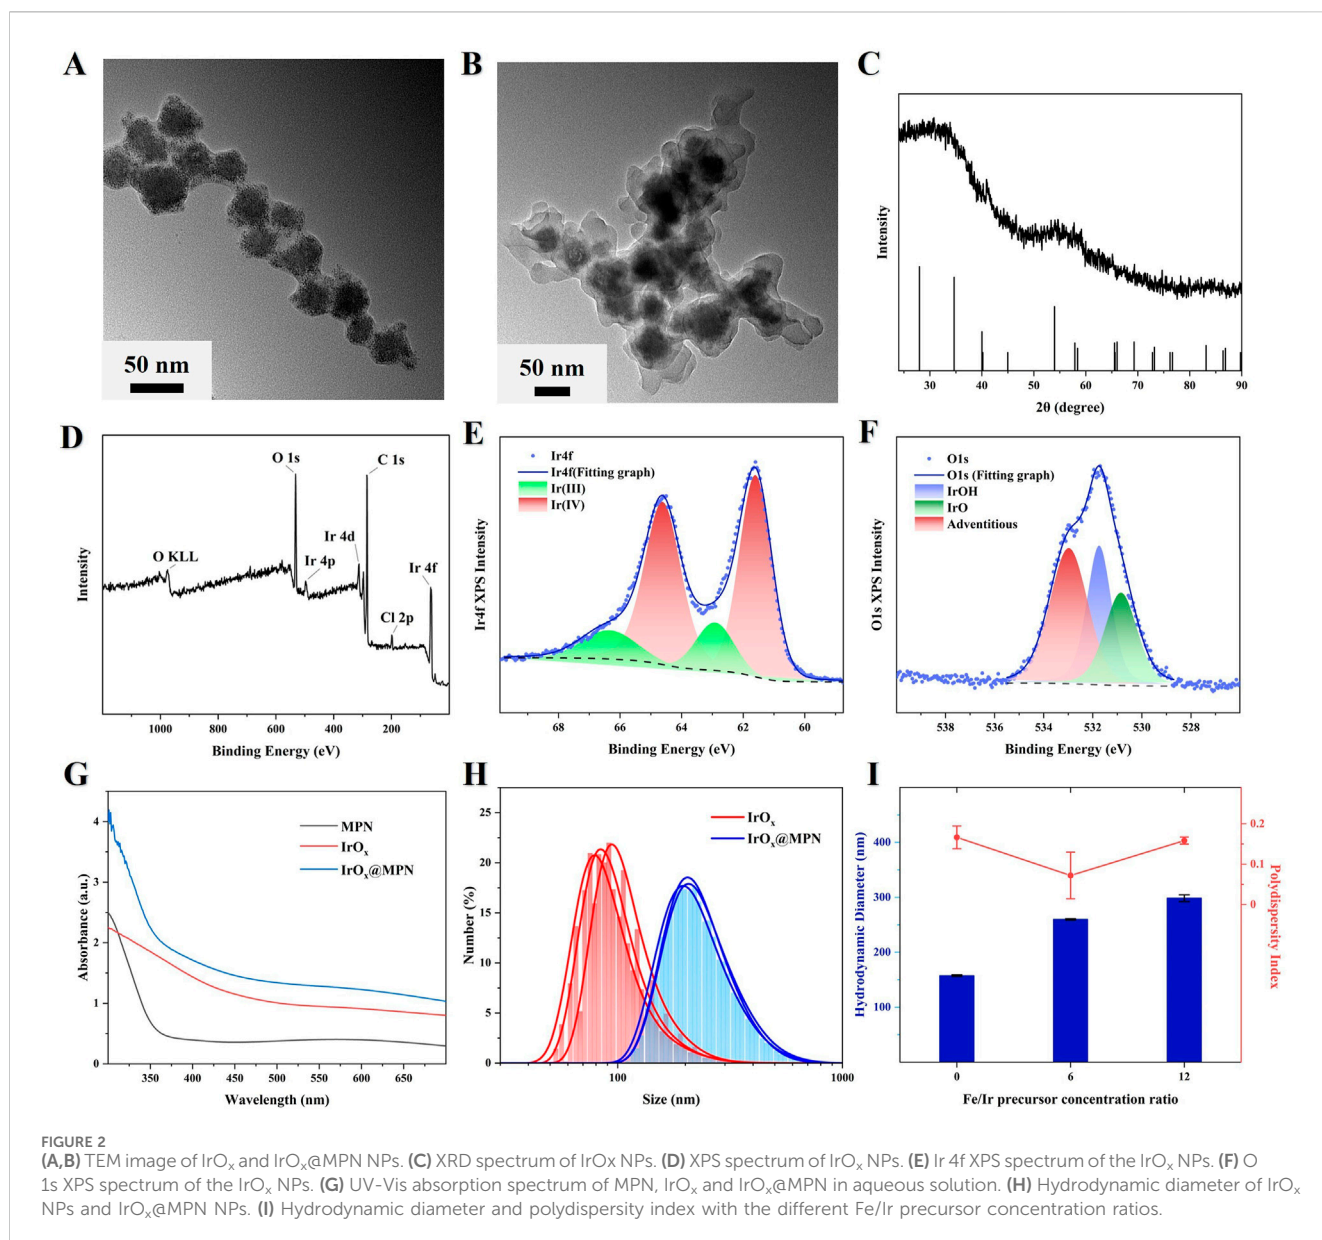 A
50 nm
B
50 nm
C
Intensity
30 40 50 60 70 80 90
2θ (degree)
D
O 1s
C 1s
Ir 4d
O KLL
Ir 4p
Ir 4f
Cl 2p
Intensity
1000 800 600 400 200
Binding Energy (eV)
E
Ir4f
Ir4f(Fitting graph)
Ir(III)
Ir(IV)
Ir4f XPS Intensity
68 66 64 62 60
Binding Energy (eV)
F
O1s
O1s (Fitting graph)
IrOH
IrO
Adventitious
O1s XPS Intensity
538 536 534 532 530 528
Binding Energy (eV)
G
MPN
IrOₓ
IrOₓ@MPN
Absorbance (a.u.)
4
3
2
1
0
350 400 450 500 550 600 650
Wavelength (nm)
H
IrOₓ
IrOₓ@MPN
Number (%)
25
20
15
10
5
0
100 1000
Size (nm)
I
Hydrodynamic Diameter (nm)
400
300
200
100
0.2
0.1
0
Polydispersity Index
0 6 12
Fe/Ir precursor concentration ratio
FIGURE 2
(A,B) TEM image of IrOₓ and IrOₓ@MPN NPs. (C) XRD spectrum of IrOx NPs. (D) XPS spectrum of IrOₓ NPs. (E) Ir 4f XPS spectrum of the IrOₓ NPs. (F) O
1s XPS spectrum of the IrOₓ NPs. (G) UV-Vis absorption spectrum of MPN, IrOₓ and IrOₓ@MPN in aqueous solution. (H) Hydrodynamic diameter of IrOₓ
NPs and IrOₓ@MPN NPs. (I) Hydrodynamic diameter and polydispersity index with the different Fe/Ir precursor concentration ratios.